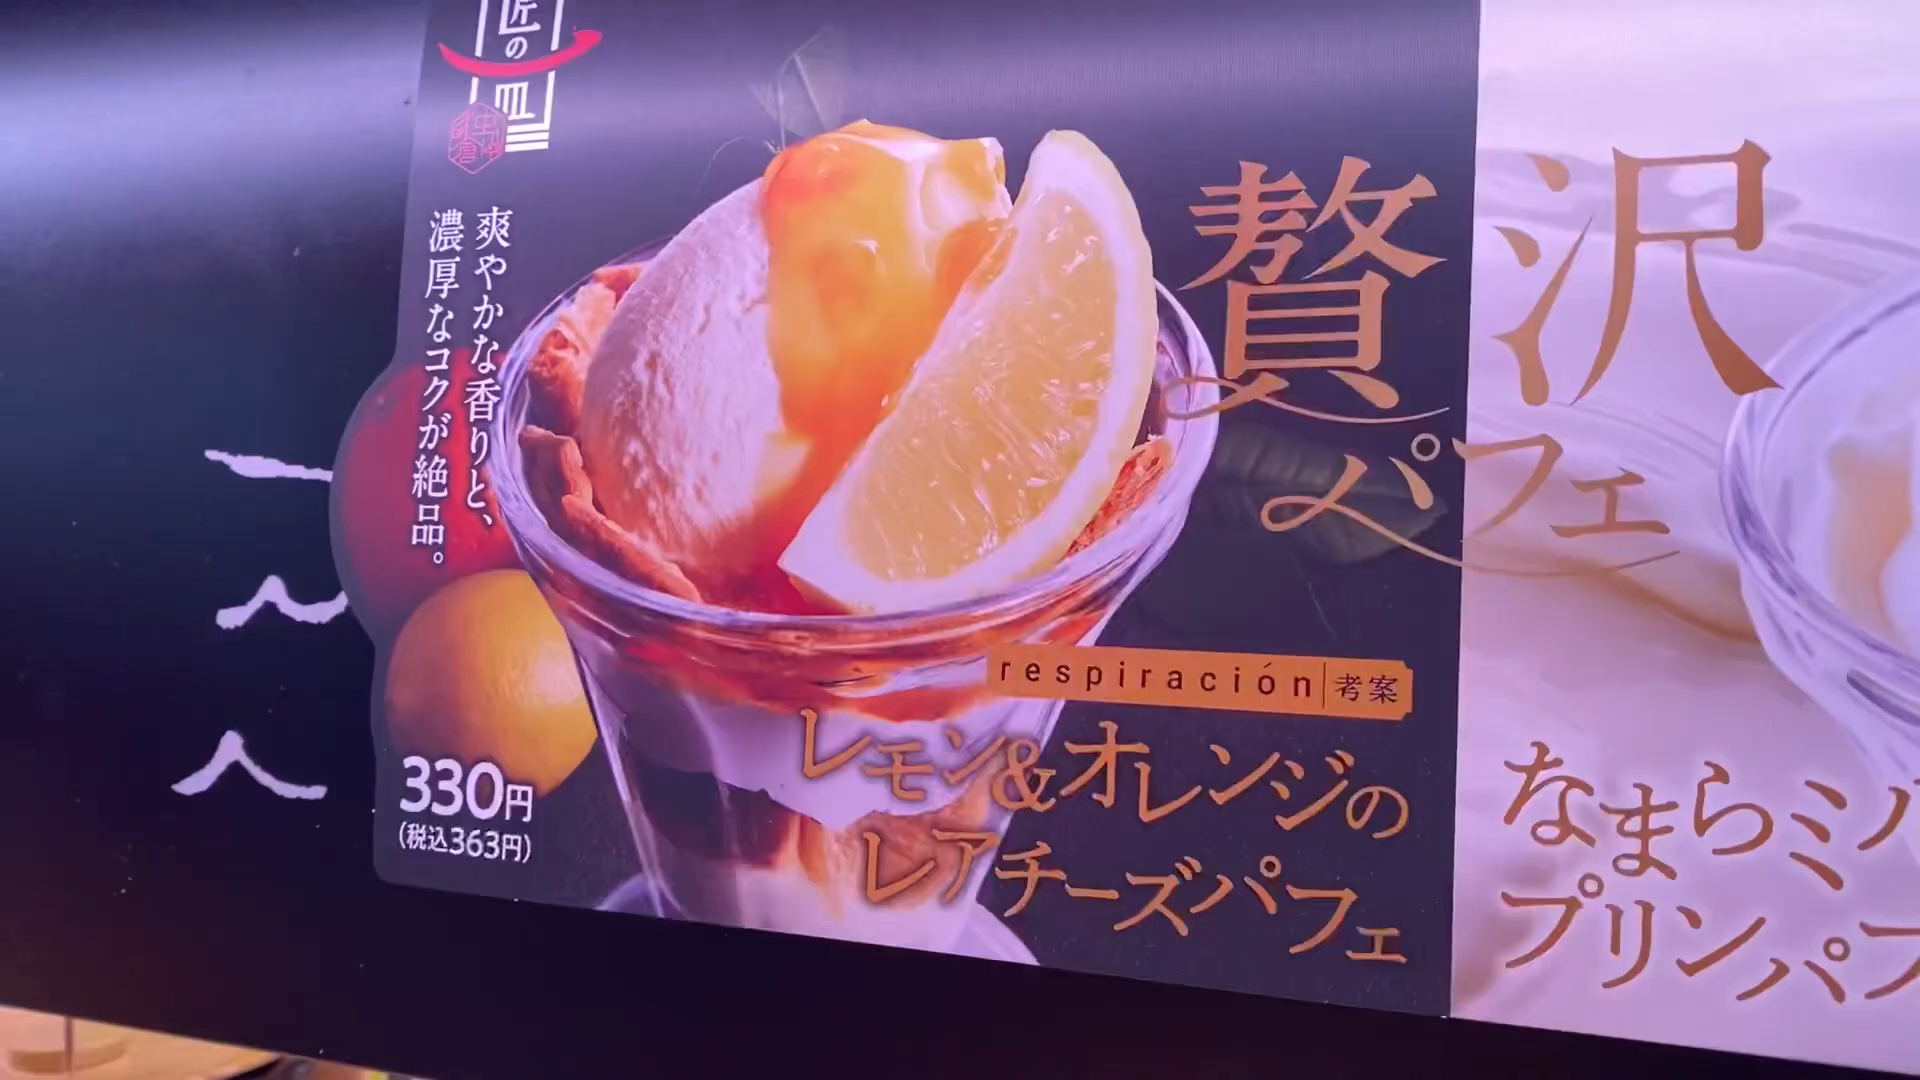 匠の皿
爽やかな香りと、
濃厚なコクが絶品。
330円
(税込363円)
贅沢
パフェ
respiración 考案
レモン&オレンジの
レアチーズパフェ
なまらミ
プリンパフ